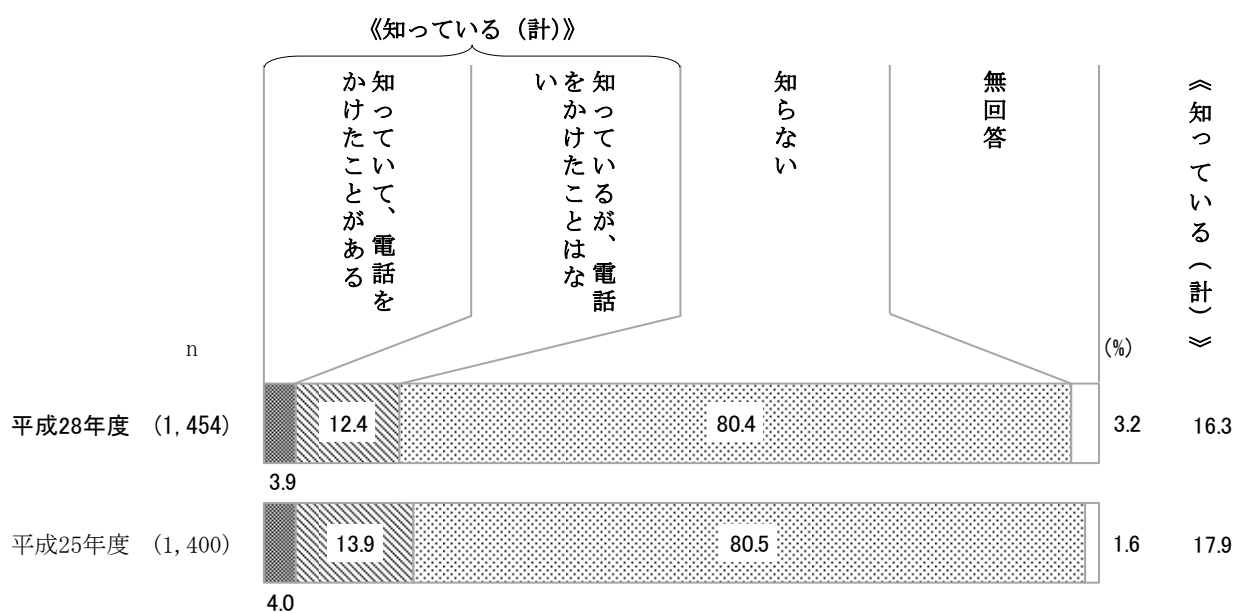 《知っている（計）》
知っていて、電話を
かけたことがある
知っているが、電話
をかけたことはな
い
知らない
無回答
《知っている（計）》
n
(%)
平成28年度 (1,454) 12.4 80.4 3.2 16.3
3.9
平成25年度 (1,400) 13.9 80.5 1.6 17.9
4.0